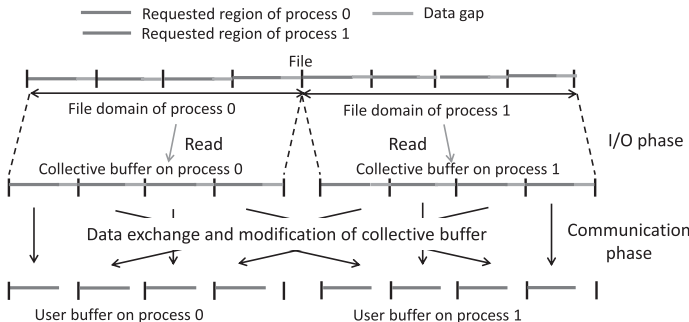 Requested region of process 0
Data gap
Requested region of process 1
File
File domain of process 0
File domain of process 1
Read
Read
I/O phase
Collective buffer on process 0
Collective buffer on process 1
Data exchange and modification of collective buffer
Communication
phase
User buffer on process 0
User buffer on process 1